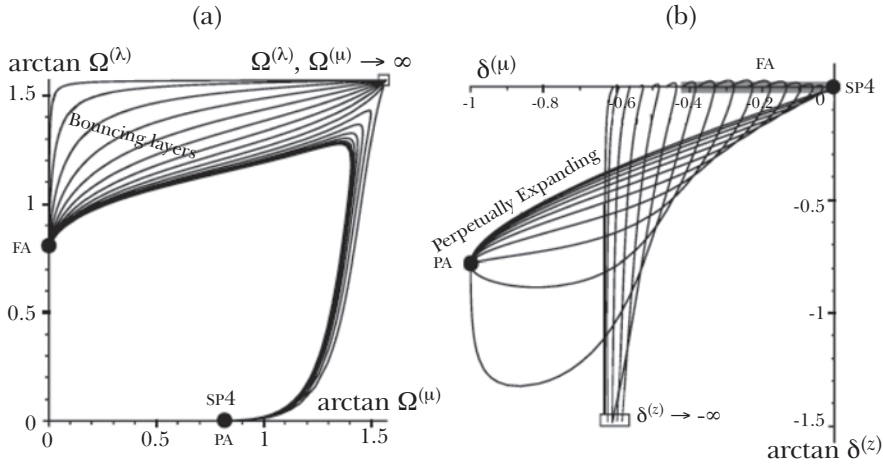 (a)
arctan Ω(λ)
Ω(λ), Ω(μ) → ∞
1.5
Bouncing layers
1
FA
0.5
SP4
arctan Ω(μ)
0
PA
0
0.5
1
1.5
(b)
δ(μ)
FA
-1
-0.8
-0.6
-0.4
-0.2
0
SP4
Perpetually Expanding
-0.5
PA
-1
δ(z) → -∞
-1.5
arctan δ(z)